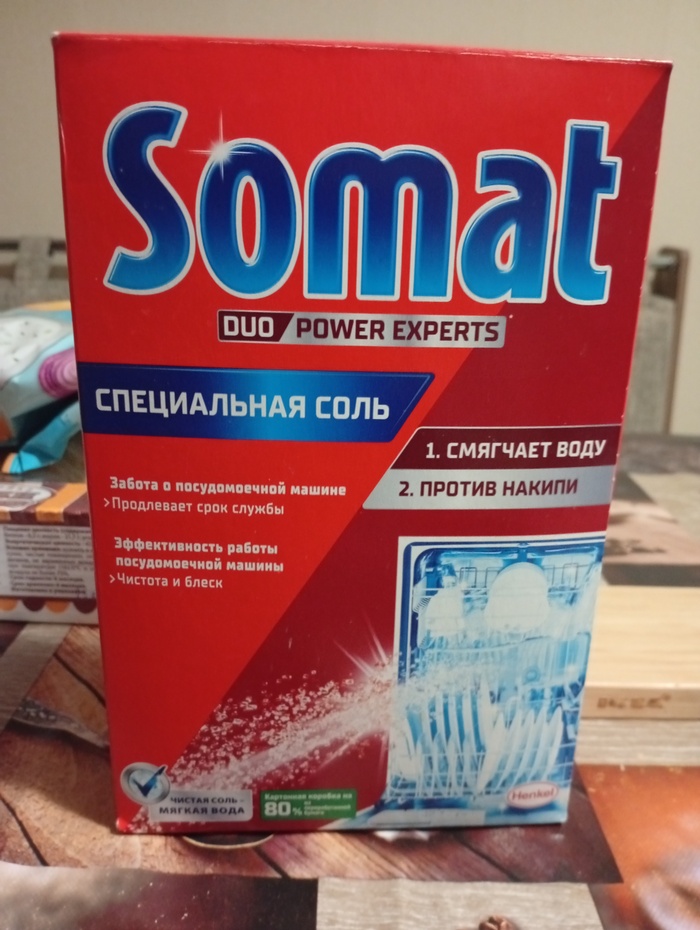 Somat
DUO POWER EXPERTS
СПЕЦИАЛЬНАЯ СОЛЬ
1. СМЯГЧАЕТ ВОДУ
2. ПРОТИВ НАКИПИ
Забота о посудомоечной машине
>Продлевает срок службы
Эффективность работы
посудомоечной машины
>Чистота и блеск
ЧИСТАЯ СОЛЬ -
МЯГКАЯ ВОДА
Картонная коробка на
80%
Henkel